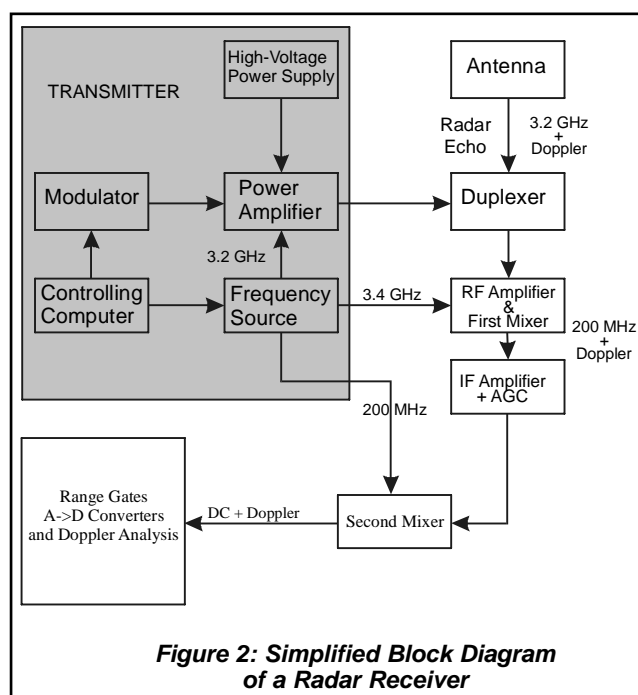 High-Voltage
Power Supply
Antenna
TRANSMITTER
Radar
Echo
3.2 GHz
+
Doppler
Modulator
Power
Amplifier
Duplexer
3.2 GHz
Controlling
Computer
Frequency
Source
3.4 GHz
RF Amplifier
&
First Mixer
200 MHz
+
Doppler
IF Amplifier
+ AGC
200 MHz
Range Gates
A->D Converters
and Doppler Analysis
DC + Doppler
Second Mixer
Figure 2: Simplified Block Diagram
of a Radar Receiver